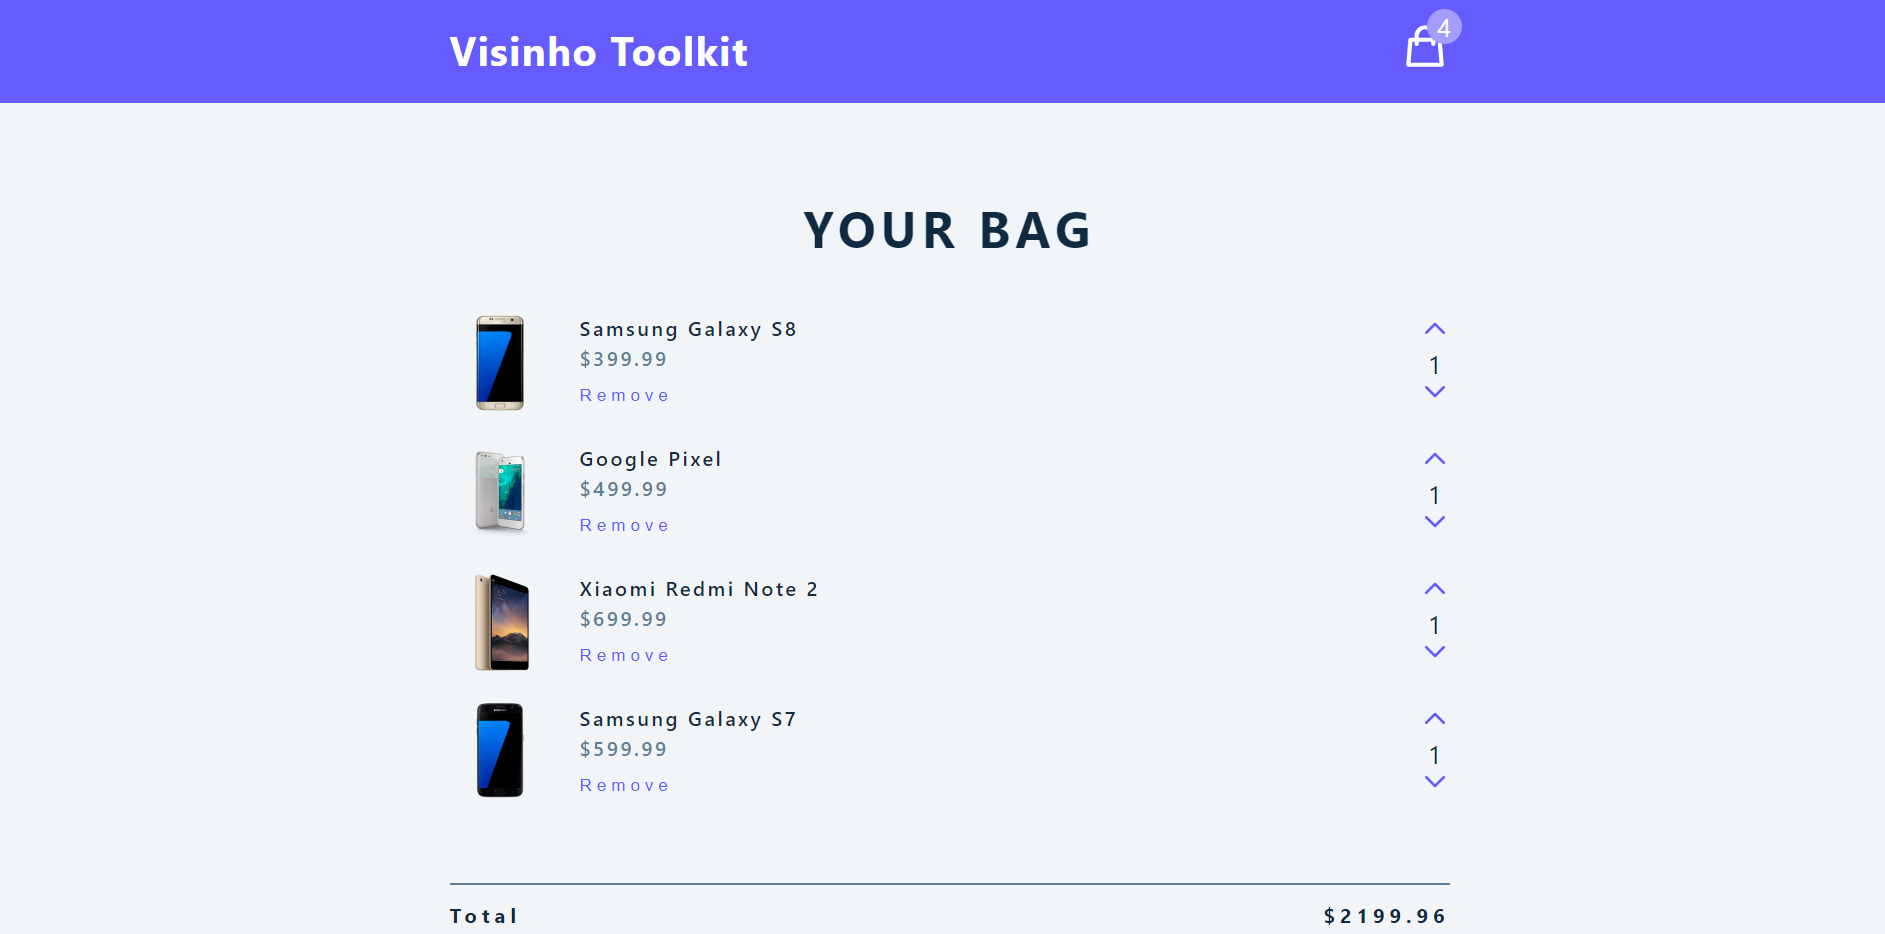 Visinho Toolkit
4
YOUR BAG
Samsung Galaxy S8
$399.99
Remove
1
Google Pixel
$499.99
Remove
1
Xiaomi Redmi Note 2
$699.99
Remove
1
Samsung Galaxy S7
$599.99
Remove
1
Total
$2199.96